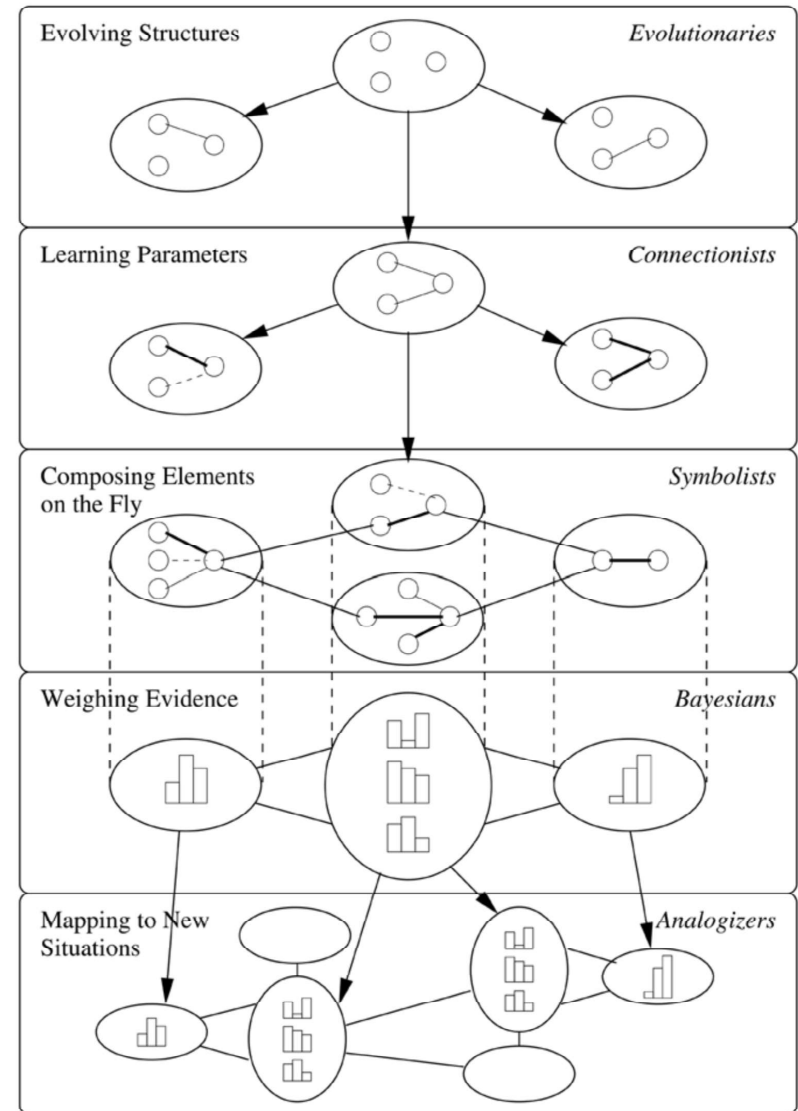 Evolving Structures
Evolutionaries
Learning Parameters
Connectionists
Composing Elements
on the Fly
Symbolists
Weighing Evidence
Bayesians
Mapping to New
Situations
Analogizers